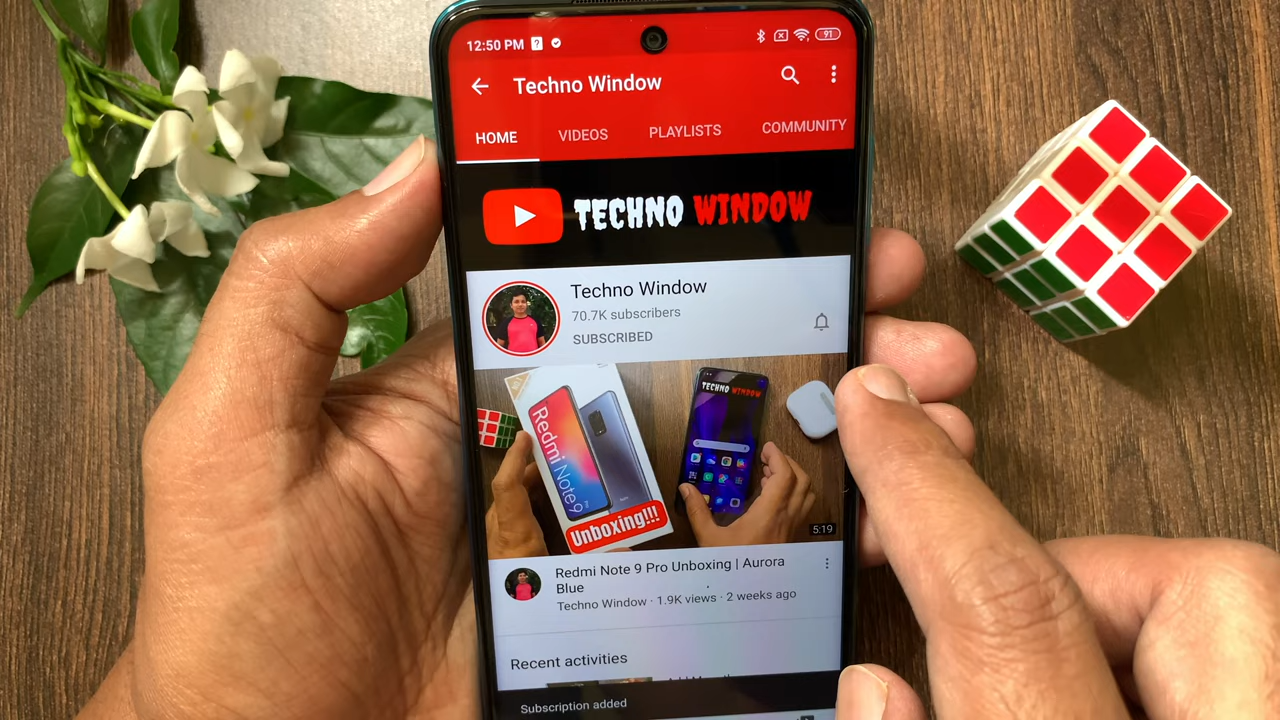 12:50 PM
91
Techno Window
HOME VIDEOS PLAYLISTS COMMUNITY
TECHNO WINDOW
Techno Window
70.7K subscribers
SUBSCRIBED
TECHNO WINDOW
Redmi Note 9
Unboxing!!!
5:19
Redmi Note 9 Pro Unboxing | Aurora
Blue
Techno Window · 1.9K views · 2 weeks ago
Recent activities
Subscription added